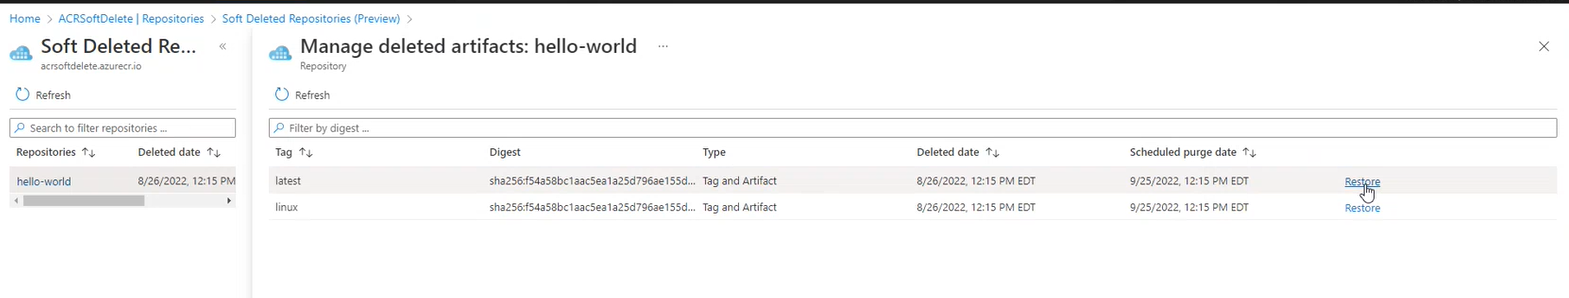 Home > ACRSoftDelete | Repositories > Soft Deleted Repositories (Preview) >
Soft Deleted Re... «
acrsoftdelete.azurecr.io
Refresh
Search to filter repositories ...
Repositories ↑↓ Deleted date ↑↓
hello-world 8/26/2022, 12:15 PM
Manage deleted artifacts: hello-world ...
Repository
Refresh
Filter by digest ...
Tag ↑↓ Digest Type Deleted date ↑↓ Scheduled purge date ↑↓
latest sha256:f54a58bc1aac5ea1a25d796ae155d... Tag and Artifact 8/26/2022, 12:15 PM EDT 9/25/2022, 12:15 PM EDT Restore
linux sha256:f54a58bc1aac5ea1a25d796ae155d... Tag and Artifact 8/26/2022, 12:15 PM EDT 9/25/2022, 12:15 PM EDT Restore